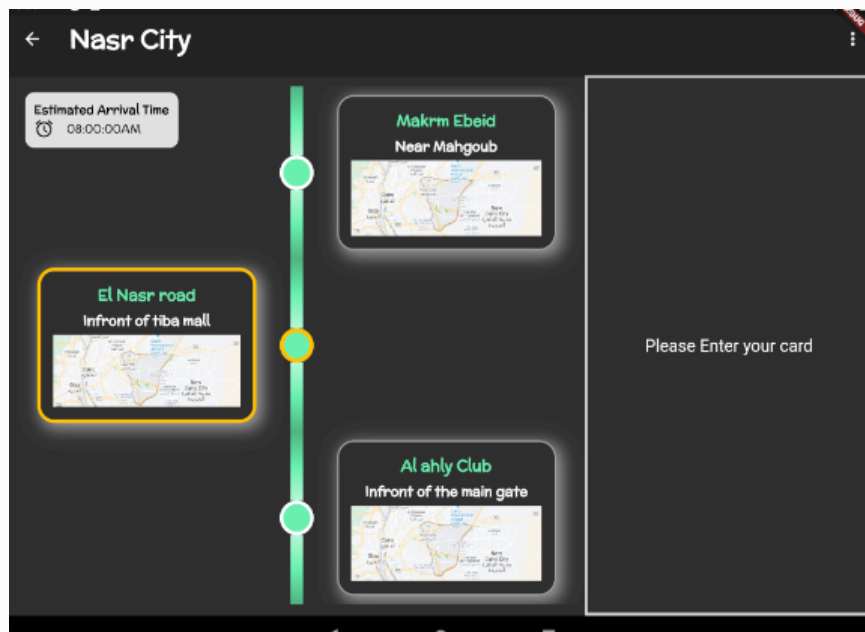 Nasr City
Estimated Arrival Time
08:00:00AM
Makrm Ebeid
Near Mahgoub
El Nasr road
Infront of tiba mall
Please Enter your card
Al ahly Club
Infront of the main gate